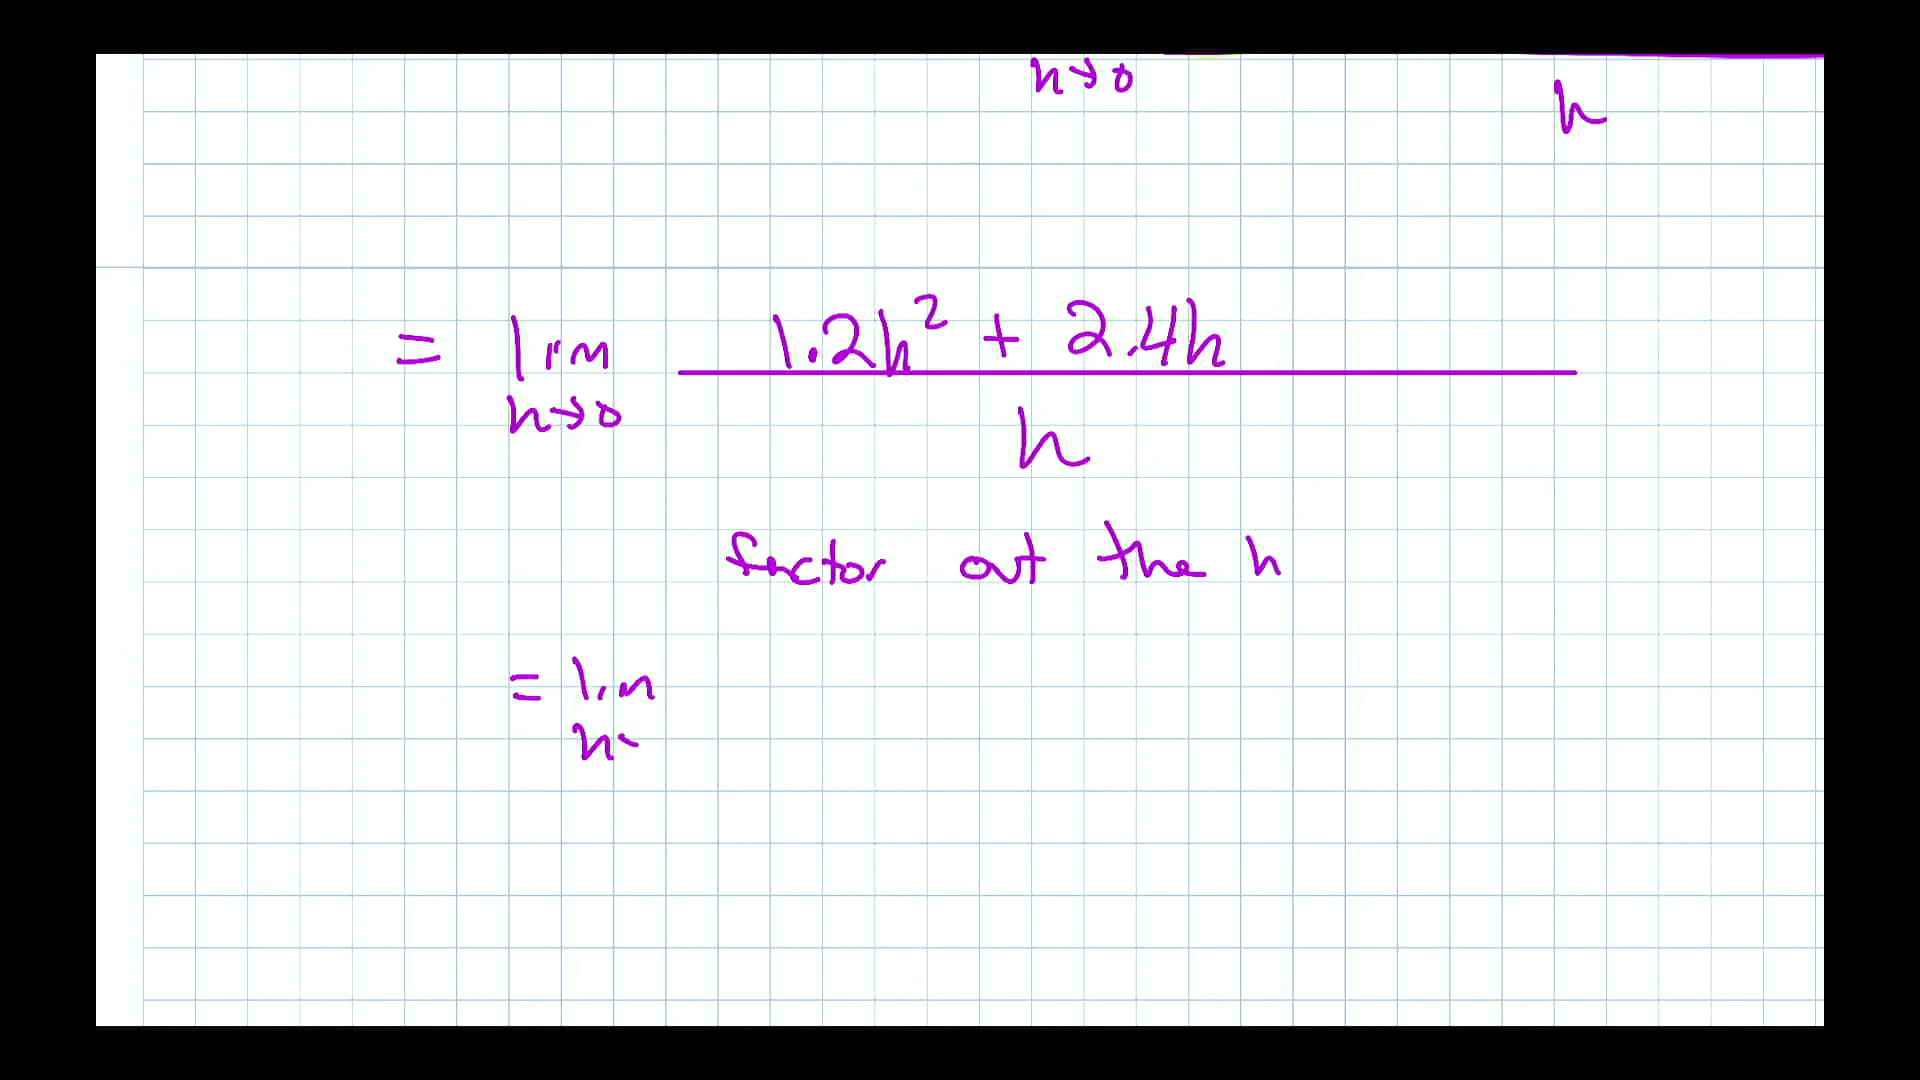 h→0
h
= lim 1.2h² + 2.4h
h→0 h
factor out the h
= lim
h-